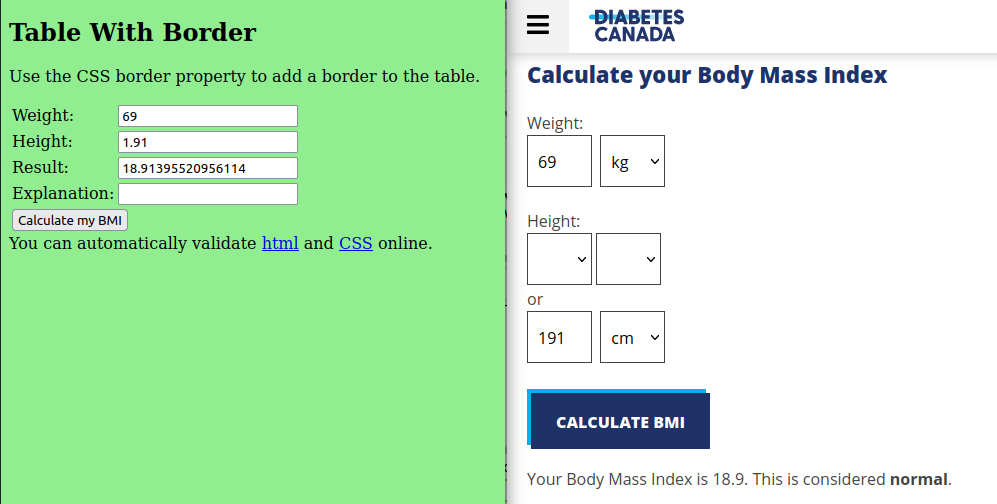 Table With Border
Use the CSS border property to add a border to the table.
Weight: 69
Height: 1.91
Result: 18.91395520956114
Explanation:
Calculate my BMI
You can automatically validate html and CSS online.
DIABETES
CANADA
Calculate your Body Mass Index
Weight:
69 kg
Height:
or
191 cm
CALCULATE BMI
Your Body Mass Index is 18.9. This is considered normal.